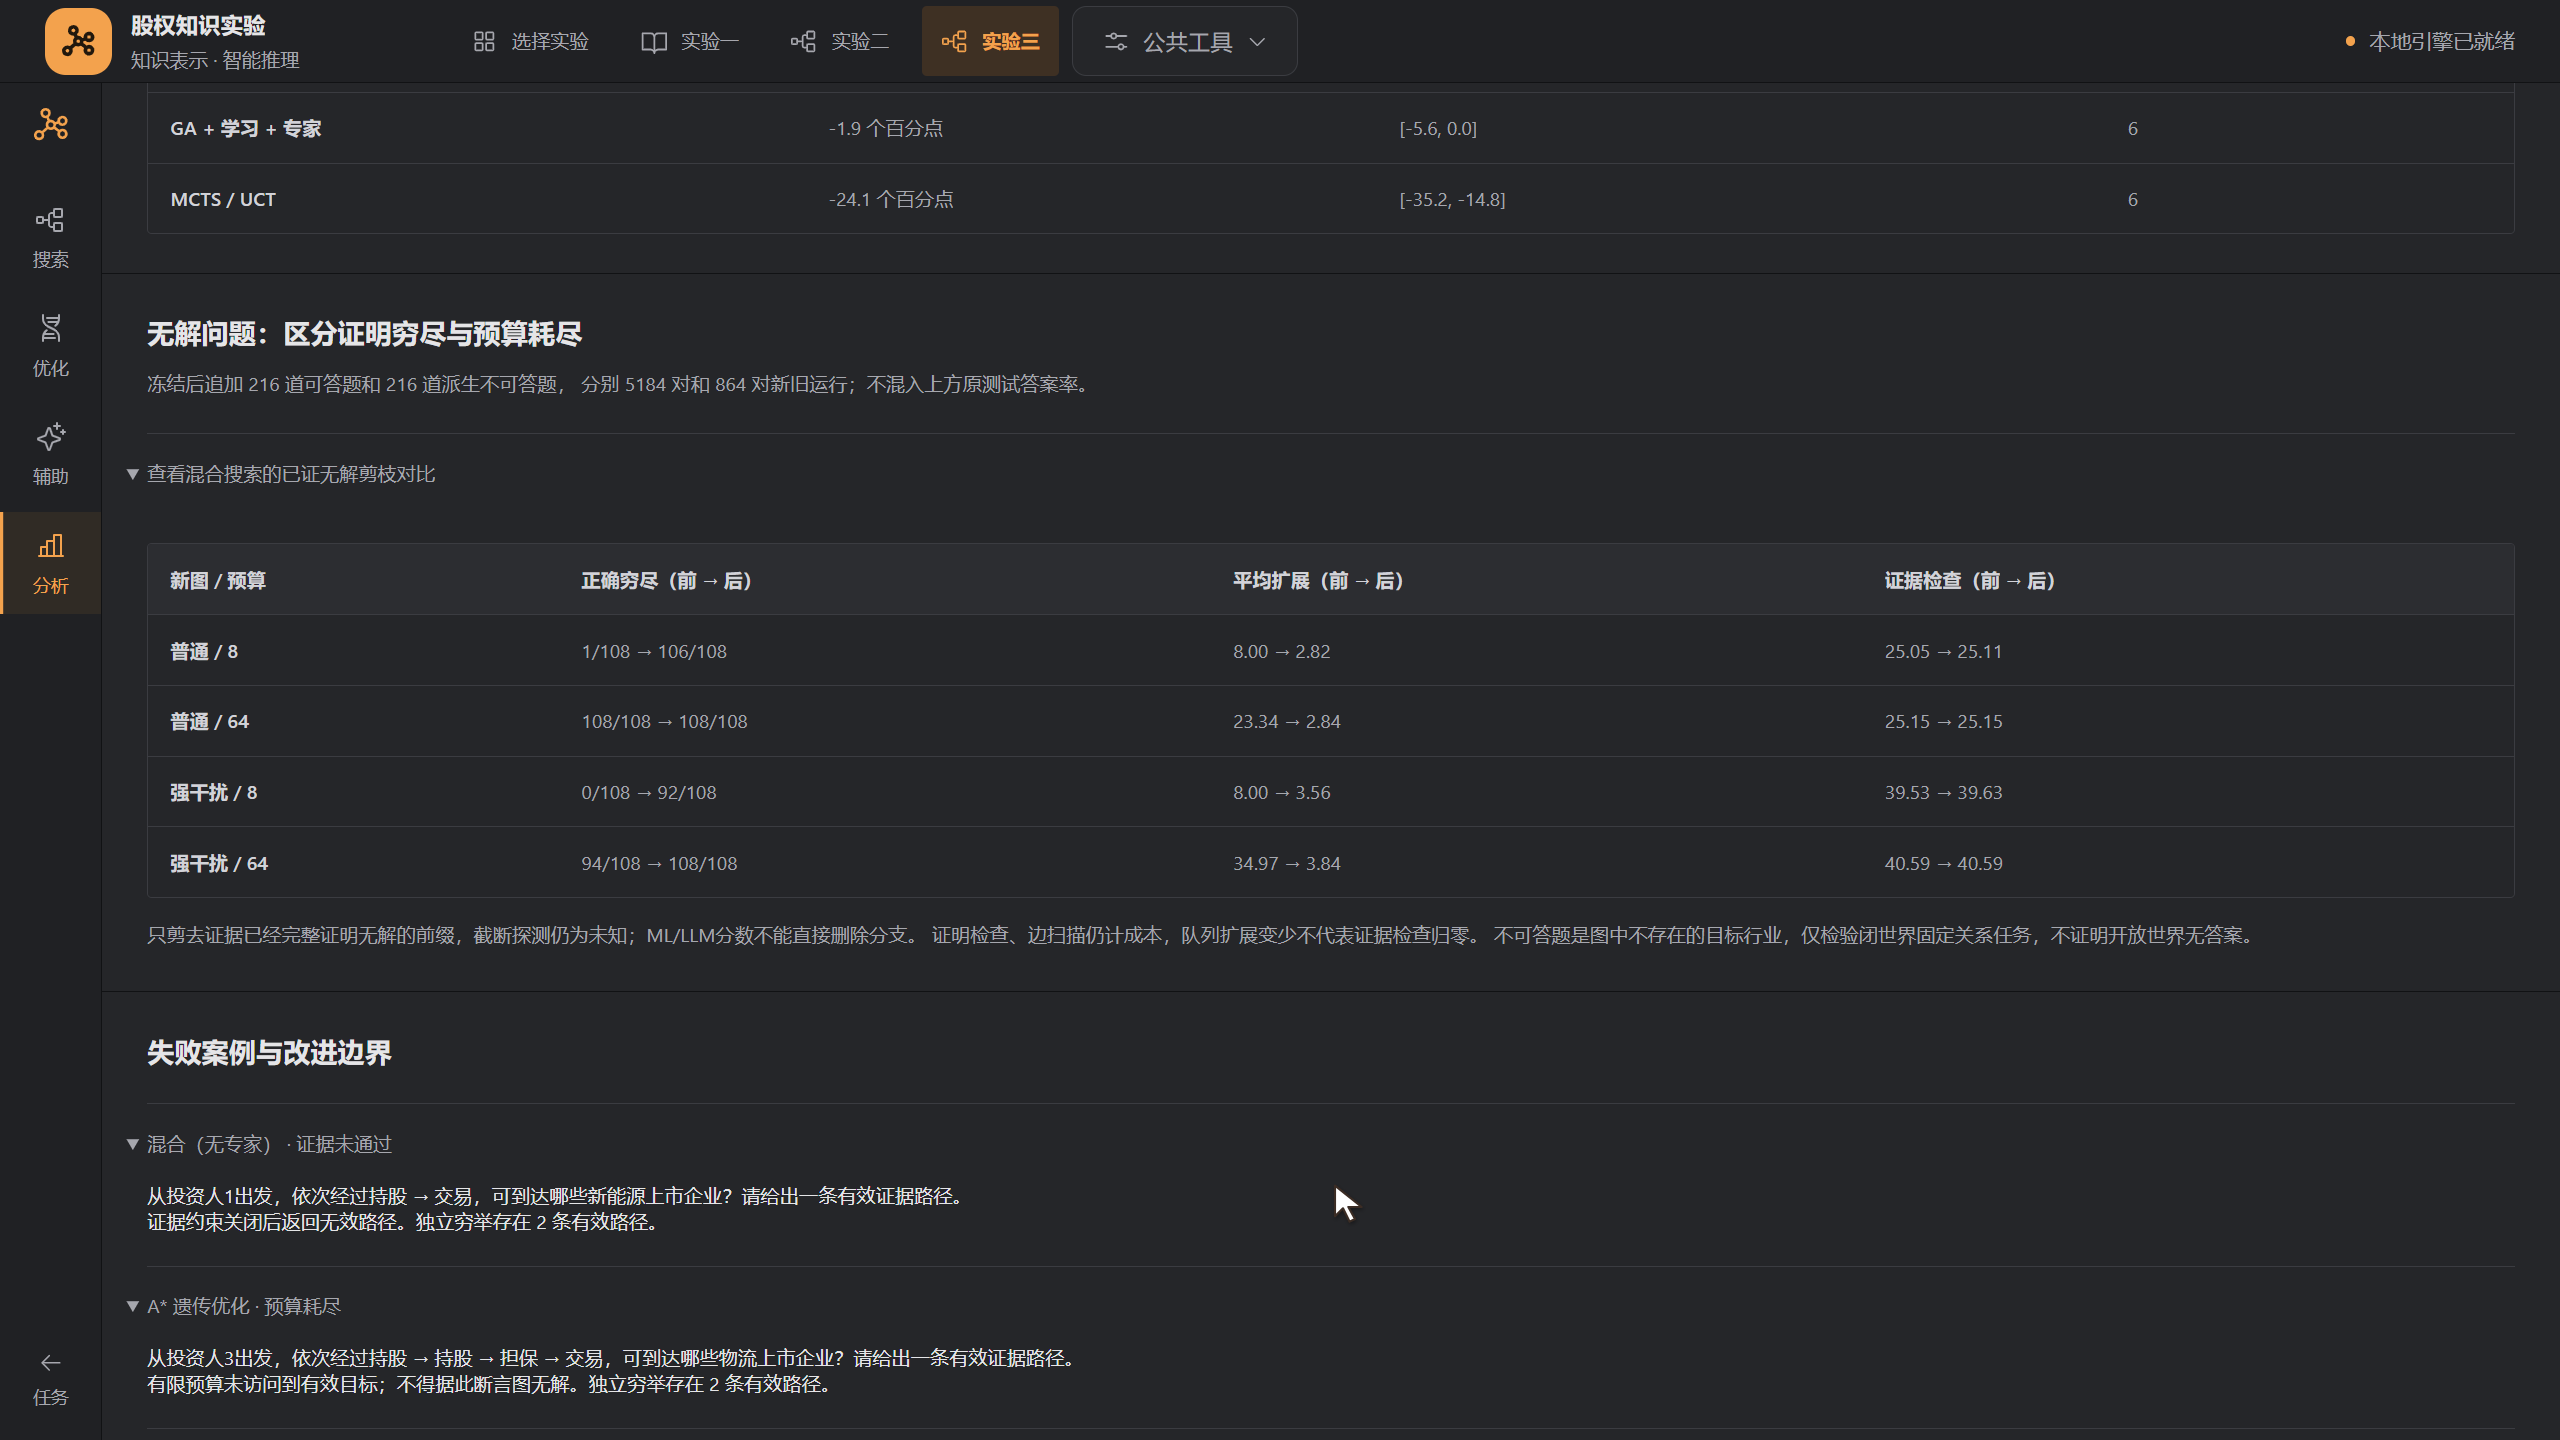 股权知识实验
知识表示 · 智能推理
选择实验
实验一
实验二
实验三
公共工具
本地引擎已就绪
搜索
优化
辅助
分析
任务
GA + 学习 + 专家 -1.9 个百分点 [-5.6, 0.0] 6
MCTS / UCT -24.1 个百分点 [-35.2, -14.8] 6
无解问题：区分证明穷尽与预算耗尽
冻结后追加 216 道可答题和 216 道派生不可答题， 分别 5184 对和 864 对新旧运行；不混入上方原测试答案率。
▼ 查看混合搜索的已证无解剪枝对比
新图 / 预算 正确穷尽（前 → 后） 平均扩展（前 → 后） 证据检查（前 → 后）
普通 / 8 1/108 → 106/108 8.00 → 2.82 25.05 → 25.11
普通 / 64 108/108 → 108/108 23.34 → 2.84 25.15 → 25.15
强干扰 / 8 0/108 → 92/108 8.00 → 3.56 39.53 → 39.63
强干扰 / 64 94/108 → 108/108 34.97 → 3.84 40.59 → 40.59
只剪去证据已经完整证明无解的前缀，截断探测仍为未知；ML/LLM分数不能直接删除分支。 证明检查、边扫描仍计成本，队列扩展变少不代表证据检查归零。 不可答题是图中不存在的目标行业，仅检验闭世界固定关系任务，不证明开放世界无答案。
失败案例与改进边界
▼ 混合（无专家） · 证据未通过
从投资人1出发，依次经过持股 → 交易，可到达哪些新能源上市企业？请给出一条有效证据路径。
证据约束关闭后返回无效路径。独立穷举存在 2 条有效路径。
▼ A* 遗传优化 · 预算耗尽
从投资人3出发，依次经过持股 → 持股 → 担保 → 交易，可到达哪些物流上市企业？请给出一条有效证据路径。
有限预算未访问到有效目标；不得据此断言图无解。独立穷举存在 2 条有效路径。